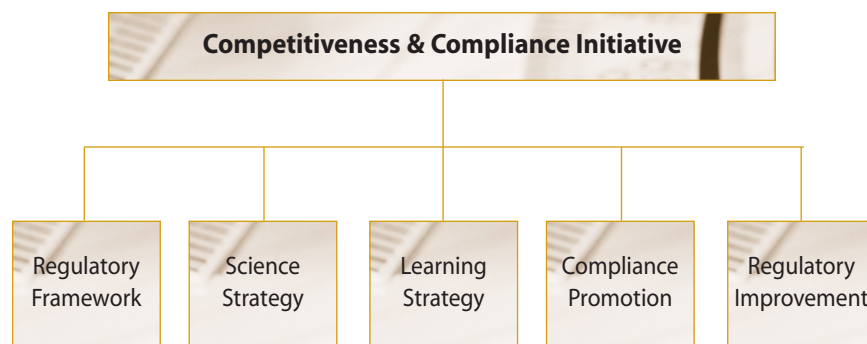 Competitiveness & Compliance Initiative
Regulatory
Framework
Science
Strategy
Learning
Strategy
Compliance
Promotion
Regulatory
Improvement